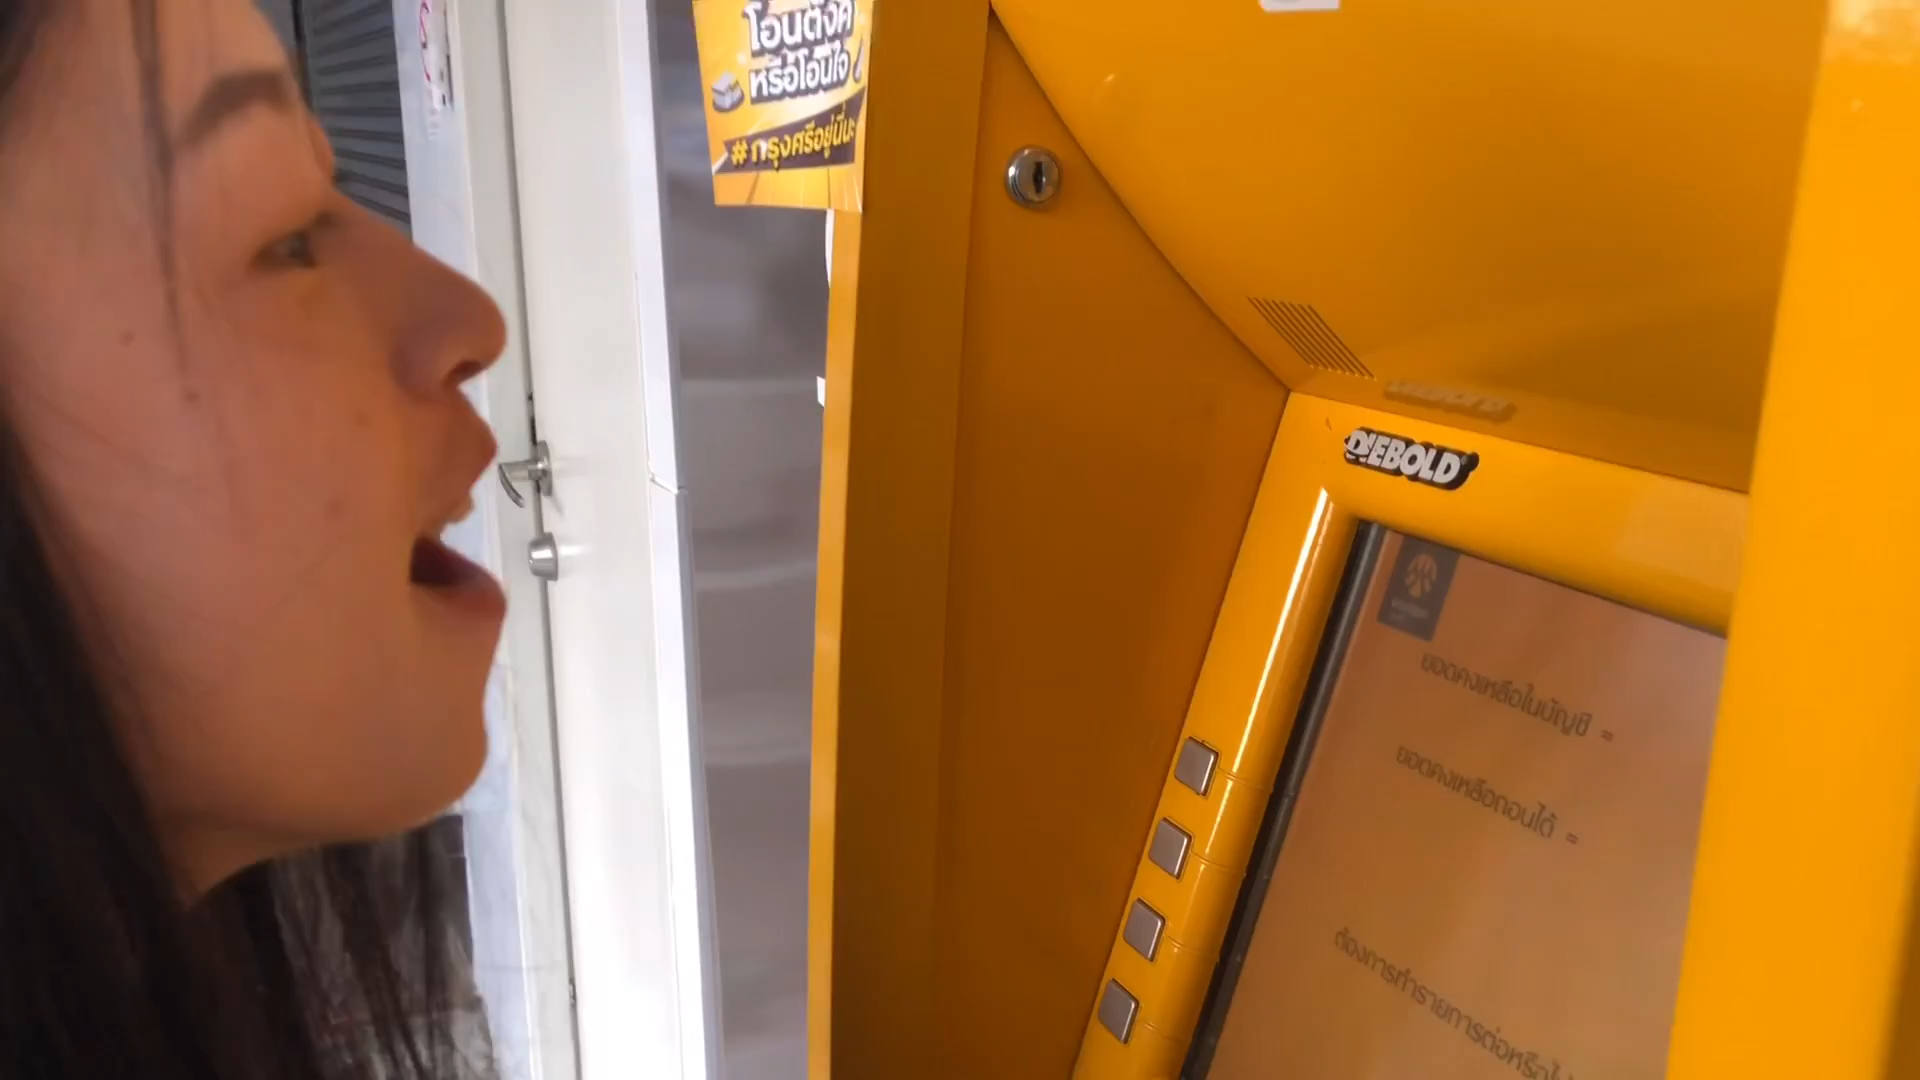 โอนตังค์
หรือโอนใจ
#กรุงศรีอยู่นี่นะ
DIEBOLD
ยอดคงเหลือในบัญชี =
ยอดคงเหลือถอนได้ =
ต้องการทำรายการต่อหรือไม่